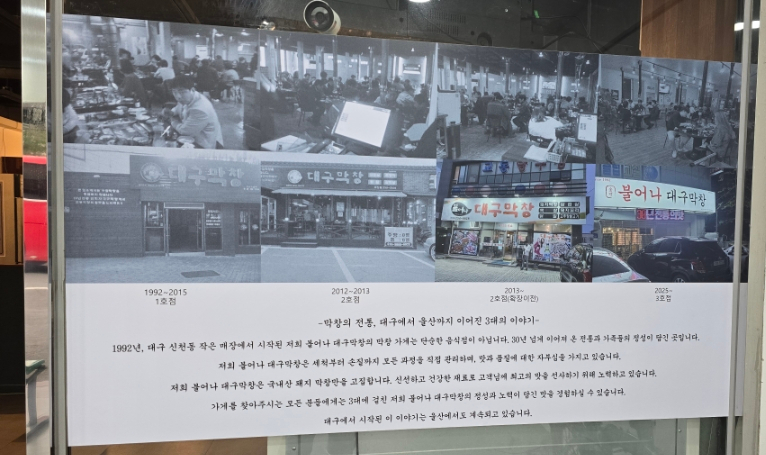 대구막창
대구막창
대구막창
불어나 대구막창
1992~2015
1호점
2012~2013
2호점
2013~
2호점(확장이전)
2025~
3호점
-막창의 전통, 대구에서 울산까지 이어진 3대의 이야기-
1992년, 대구 신천동 작은 매장에서 시작된 저희 불어나 대구막창의 막창 가게는 단순한 음식점이 아닙니다. 30년 넘게 이어져 온 전통과 가족들의 정성이 담긴 곳입니다.
저희 불어나 대구막창은 세척부터 손질까지 모든 과정을 직접 관리하며, 맛과 품질에 대한 자부심을 가지고 있습니다.
저희 불어나 대구막창은 국내산 돼지 막창만을 고집합니다. 신선하고 건강한 재료로 고객님께 최고의 맛을 선사하기 위해 노력하고 있습니다.
가게를 찾아주시는 모든 분들에게는 3대에 걸친 저희 불어나 대구막창의 정성과 노력이 담긴 맛을 경험하실 수 있습니다.
대구에서 시작된 이 이야기는 울산에서도 계속되고 있습니다.